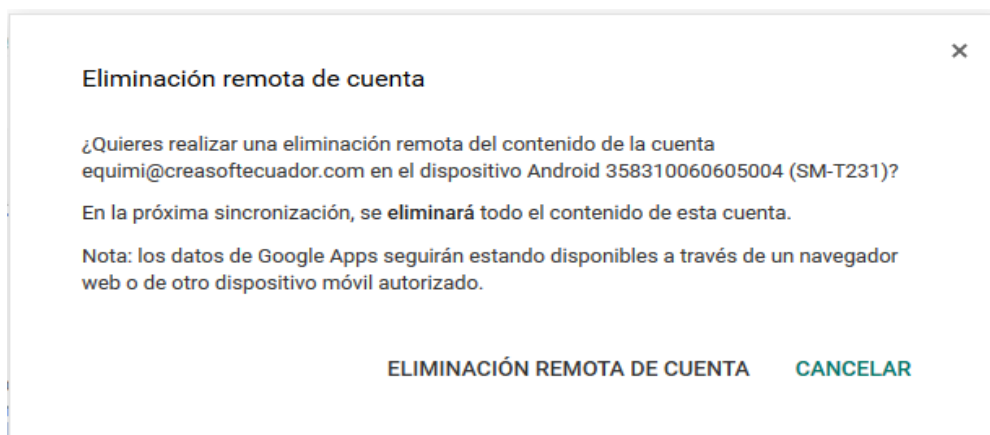 ×
Eliminación remota de cuenta
¿Quieres realizar una eliminación remota del contenido de la cuenta
equimi@creasoftecuador.com en el dispositivo Android 358310060605004 (SM-T231)?
En la próxima sincronización, se eliminará todo el contenido de esta cuenta.
Nota: los datos de Google Apps seguirán estando disponibles a través de un navegador
web o de otro dispositivo móvil autorizado.
ELIMINACIÓN REMOTA DE CUENTA CANCELAR